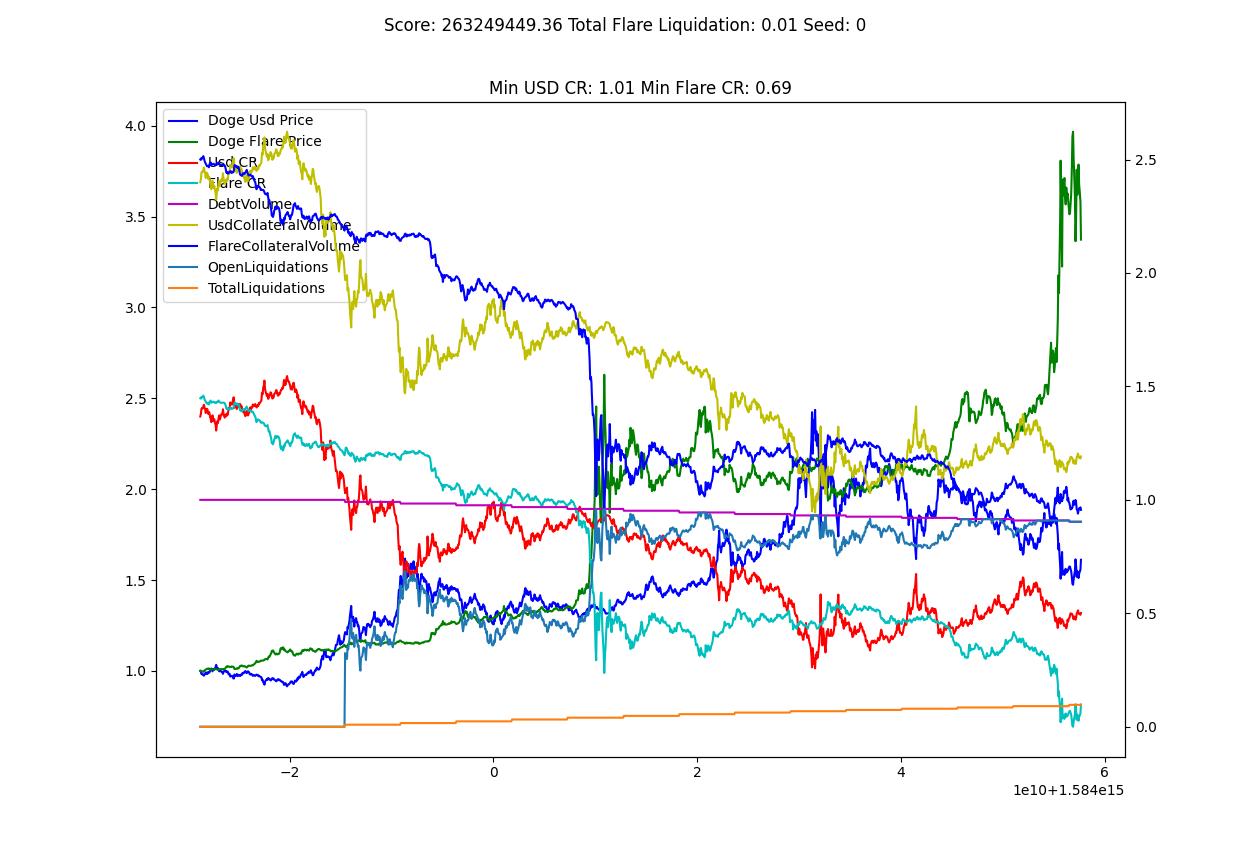 Score: 263249449.36 Total Flare Liquidation: 0.01 Seed: 0
Min USD CR: 1.01 Min Flare CR: 0.69
Doge Usd Price
Doge Flare Price
Usd CR
Flare CR
DebtVolume
UsdCollateralVolume
FlareCollateralVolume
OpenLiquidations
TotalLiquidations
4.0
3.5
3.0
2.5
2.0
1.5
1.0
2.5
2.0
1.5
1.0
0.5
0.0
−2
0
2
4
6
1e10+1.584e15